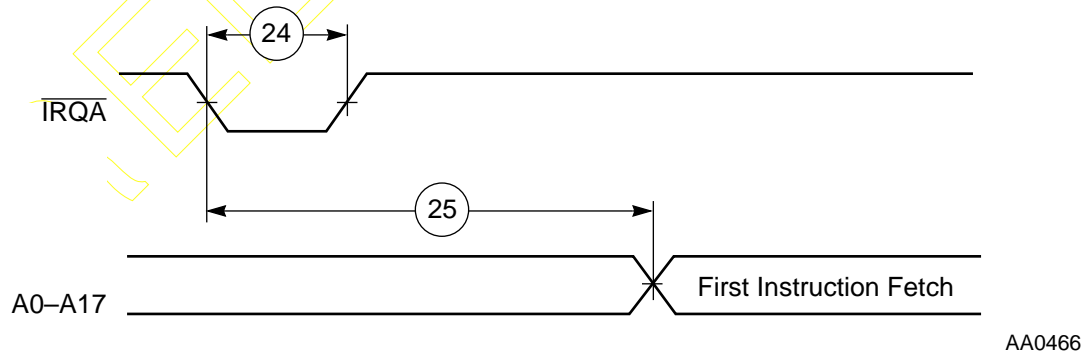 24
IRQA
25
A0–A17
First Instruction Fetch
AA0466